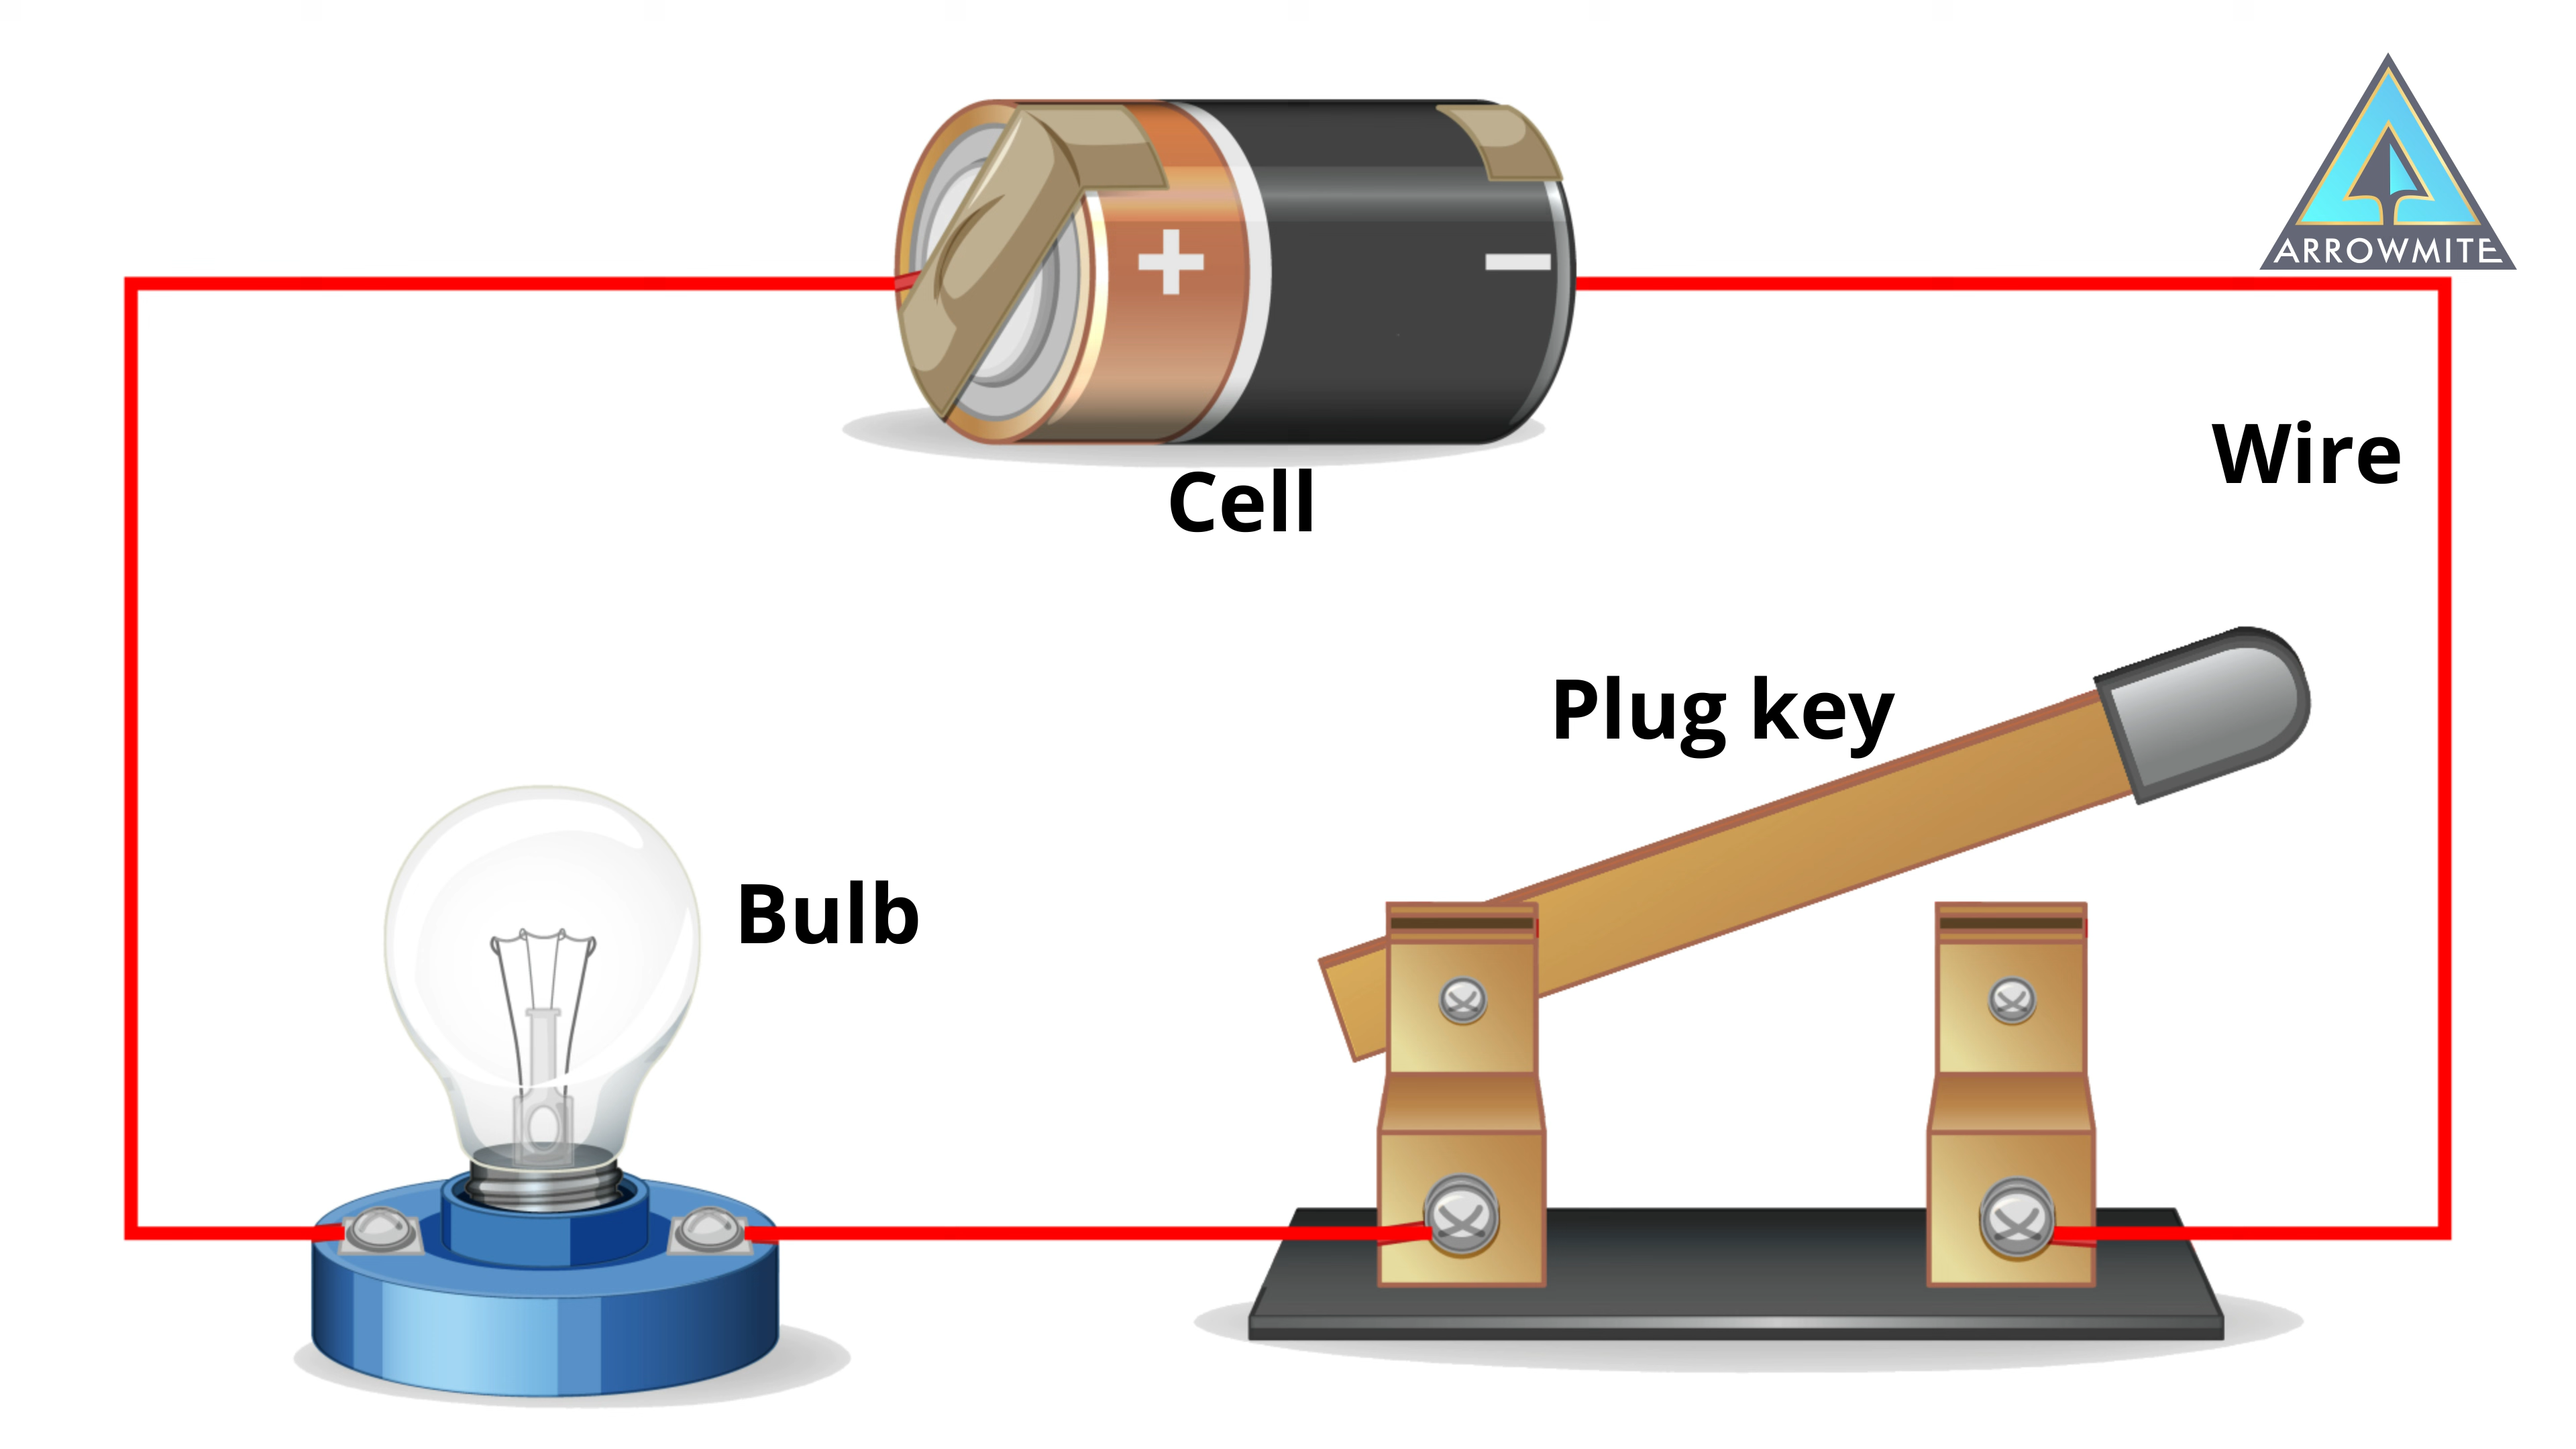 ARROWMITE
+
−
Wire
Cell
Plug key
Bulb